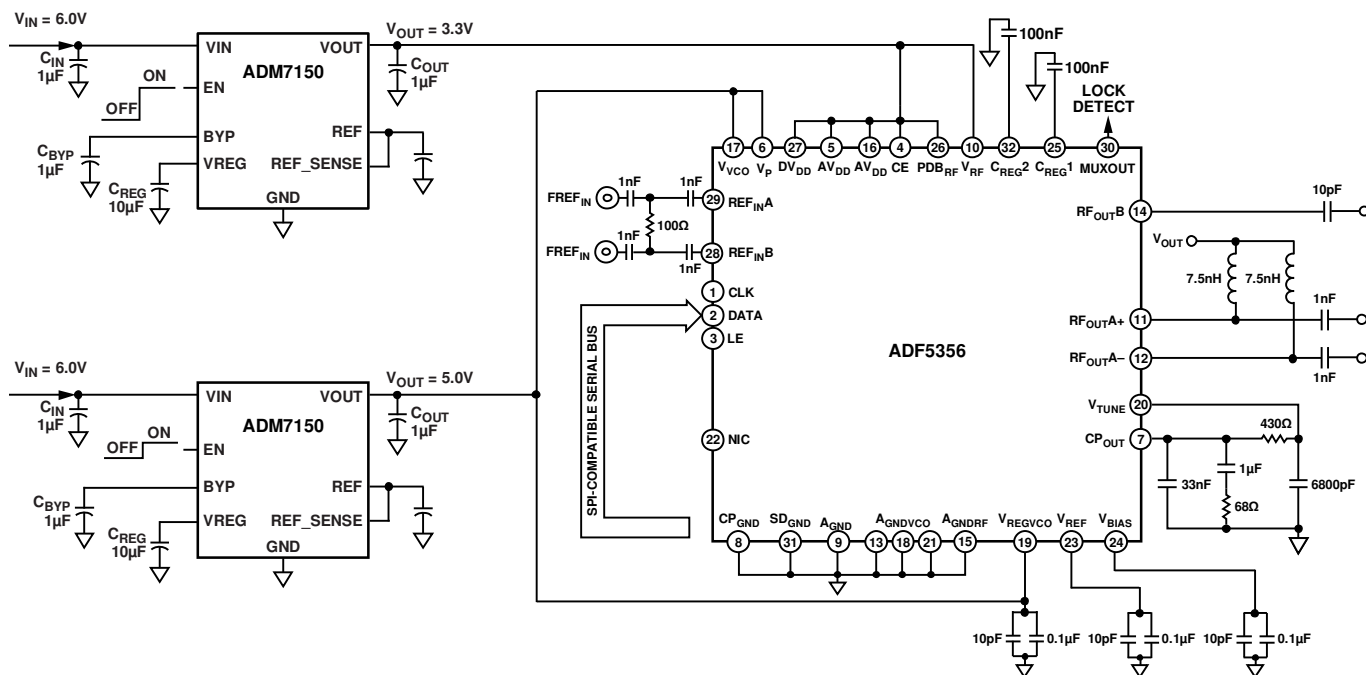 VIN = 6.0V
CIN
1µF
ON
OFF
CBYP
1µF
CREG
10µF
VIN
EN
BYP
VREG
ADM7150
VOUT
REF
REF_SENSE
GND
VOUT = 3.3V
COUT
1µF
VIN = 6.0V
CIN
1µF
ON
OFF
CBYP
1µF
CREG
10µF
VIN
EN
BYP
VREG
ADM7150
VOUT
REF
REF_SENSE
GND
VOUT = 5.0V
COUT
1µF
100nF
100nF
LOCK
DETECT
17 6 27 5 16 4 26 10 32 25 30
VVCO VP DVDD AVDD AVDD CE PDBRF VRF CREG2 CREG1 MUXOUT
FREFIN
1nF
1nF
29
REFINA
100Ω
FREFIN
1nF
1nF
28
REFINB
1
CLK
2
DATA
3
LE
SPI-COMPATIBLE SERIAL BUS
22
NIC
ADF5356
RFOUTB
14
10pF
VOUT
7.5nH
7.5nH
RFOUTA+
11
1nF
RFOUTA−
12
1nF
VTUNE
20
CPOUT
7
430Ω
33nF
1µF
68Ω
6800pF
CPGND SDGND AGND AGNDVCO AGNDRF VREGVCO VREF VBIAS
8 31 9 13 18 21 15 19 23 24
10pF
0.1µF
10pF
0.1µF
10pF
0.1µF